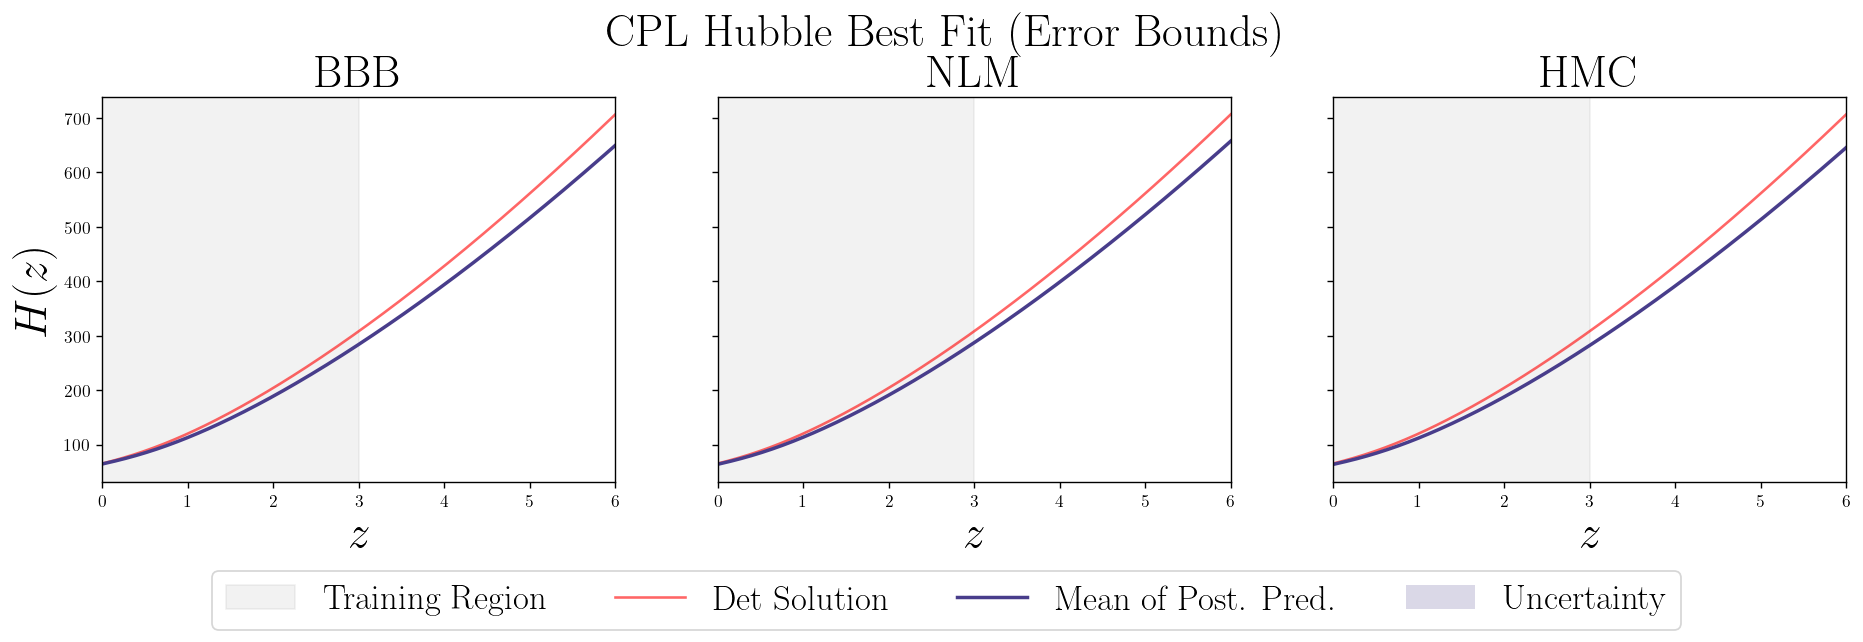 CPL Hubble Best Fit (Error Bounds)
BBB
NLM
HMC
H(z)
700
600
500
400
300
200
100
0 1 2 3 4 5 6
0 1 2 3 4 5 6
0 1 2 3 4 5 6
z
z
z
Training Region
Det Solution
Mean of Post. Pred.
Uncertainty